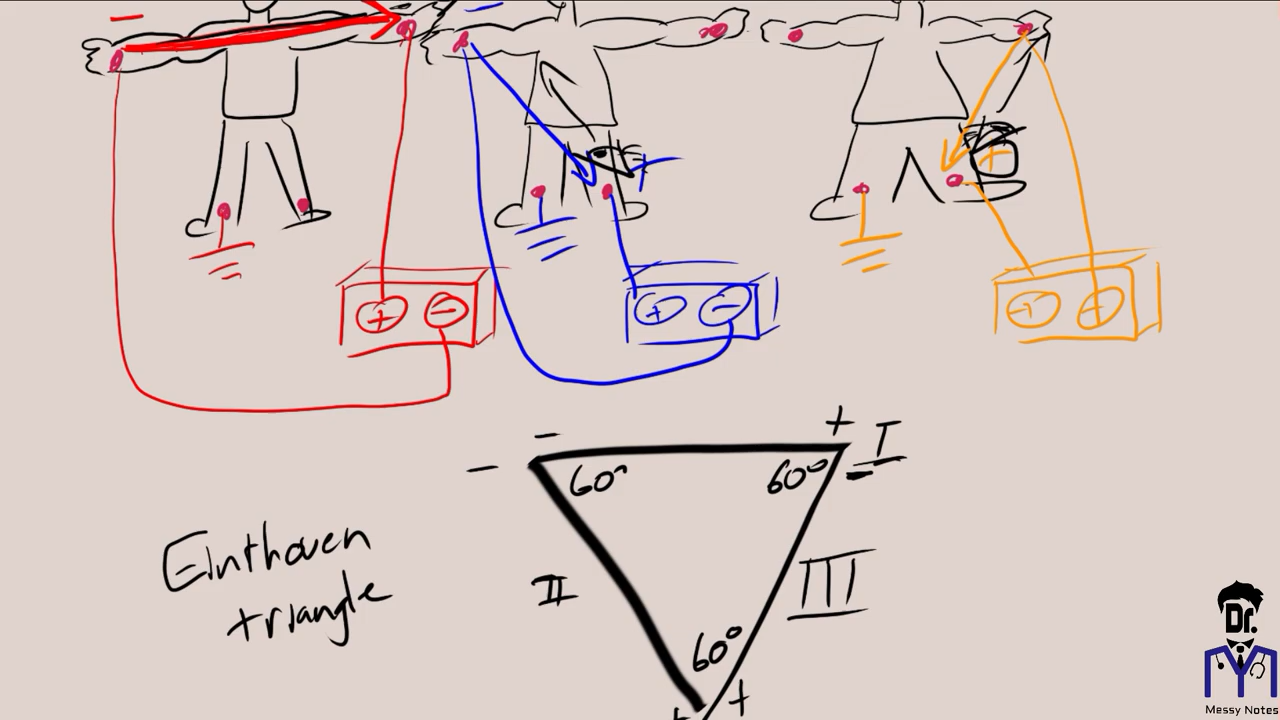 −
−
+
+
+ −
+ −
+ +
− + I
−
60° 60°
−
Einthoven
triangle
II
III
60°
+ +
Dr.
Messy Notes